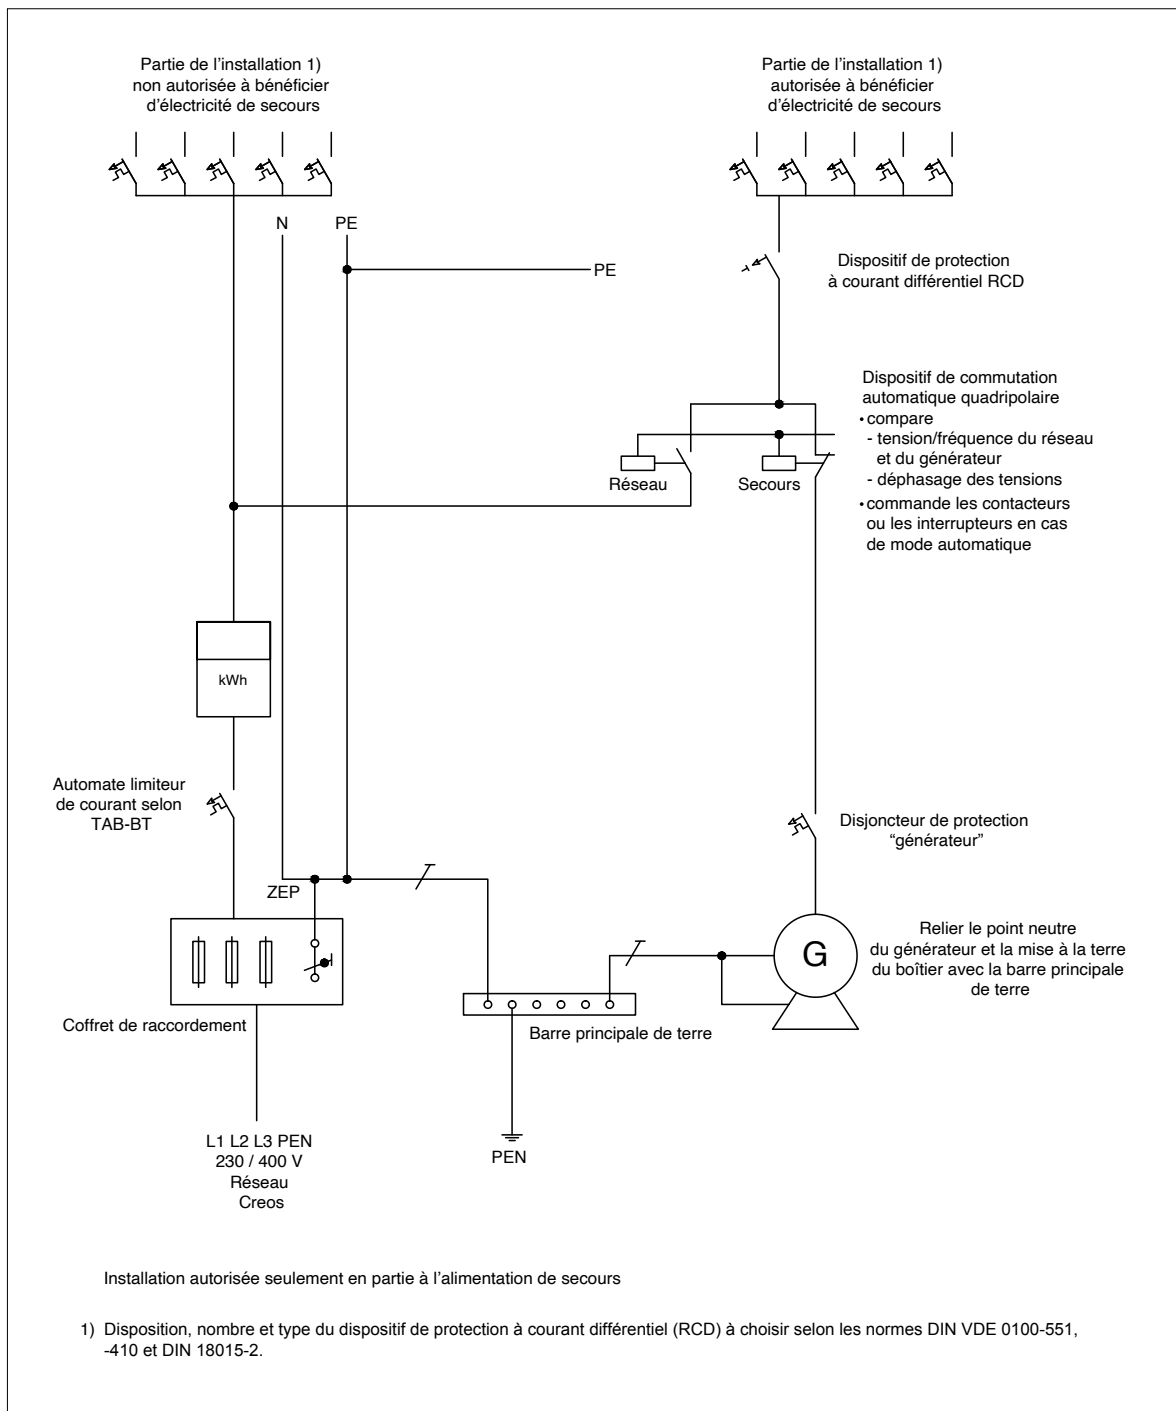 Partie de l'installation 1)
non autorisée à bénéficier
d'électricité de secours
Partie de l'installation 1)
autorisée à bénéficier
d'électricité de secours
N
PE
PE
Dispositif de protection
à courant différentiel RCD
Dispositif de commutation
automatique quadripolaire
• compare
- tension/fréquence du réseau
et du générateur
- déphasage des tensions
• commande les contacteurs
ou les interrupteurs en cas
de mode automatique
Réseau
Secours
kWh
Automate limiteur
de courant selon
TAB-BT
Disjoncteur de protection
“générateur”
ZEP
G
Relier le point neutre
du générateur et la mise à la terre
du boîtier avec la barre principale
de terre
Coffret de raccordement
Barre principale de terre
L1 L2 L3 PEN
230 / 400 V
Réseau
Creos
PEN
Installation autorisée seulement en partie à l'alimentation de secours
1) Disposition, nombre et type du dispositif de protection à courant différentiel (RCD) à choisir selon les normes DIN VDE 0100-551,
-410 et DIN 18015-2.